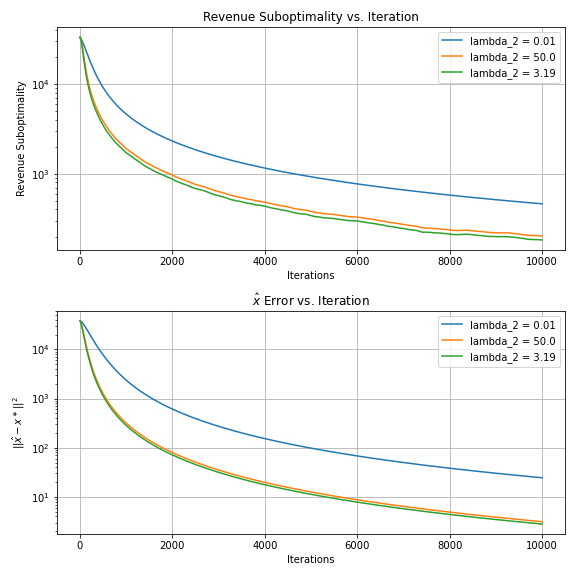 Revenue Suboptimality vs. Iteration
Revenue Suboptimality
10^4
10^3
lambda_2 = 0.01
lambda_2 = 50.0
lambda_2 = 3.19
0 2000 4000 6000 8000 10000
Iterations
x̂ Error vs. Iteration
||x̂ − x*||²
10^4
10^3
10^2
10^1
lambda_2 = 0.01
lambda_2 = 50.0
lambda_2 = 3.19
0 2000 4000 6000 8000 10000
Iterations